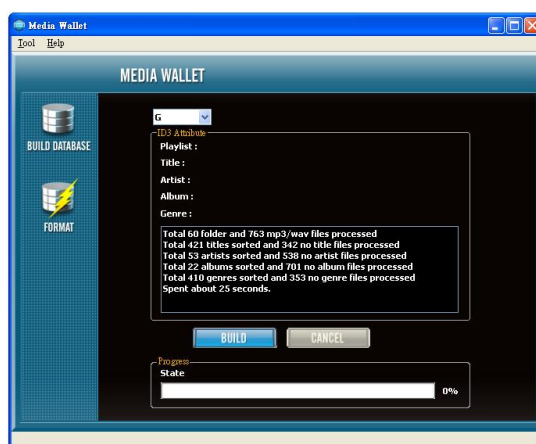 Media Wallet
Tool Help
MEDIA WALLET
BUILD DATABASE
FORMAT
G
ID3 Attribute
Playlist :
Title :
Artist :
Album :
Genre :
Total 60 folder and 763 mp3/wav files processed
Total 421 titles sorted and 342 no title files processed
Total 53 artists sorted and 538 no artist files processed
Total 22 albums sorted and 701 no album files processed
Total 410 genres sorted and 353 no genre files processed
Spent about 25 seconds.
BUILD CANCEL
Progress
State
0%